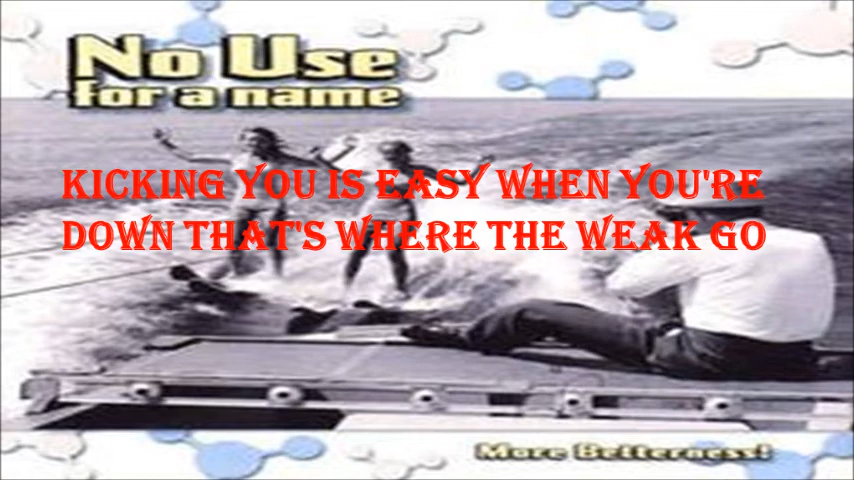 No Use
for a name
KICKING YOU IS EASY WHEN YOU'RE
DOWN THAT'S WHERE THE WEAK GO
More Betterness!